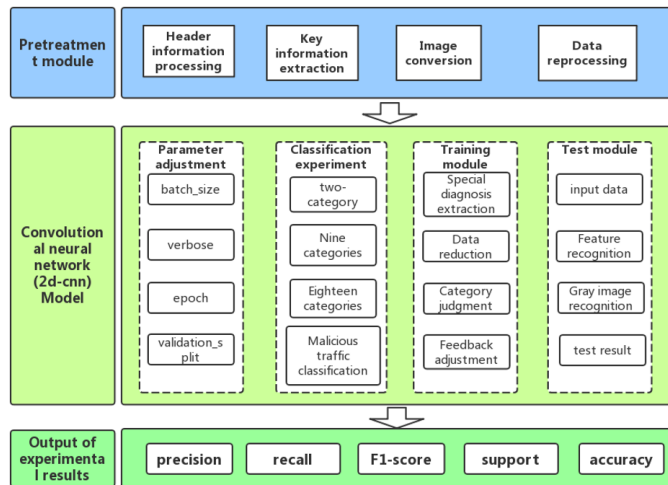 Pretreatmen
t module
Header
information
processing
Key
information
extraction
Image
conversion
Data
reprocessing
Convolution
al neural
network
(2d-cnn)
Model
Parameter
adjustment
batch_size
verbose
epoch
validation_s
plit
Classification
experiment
two-
category
Nine
categories
Eighteen
categories
Malicious
traffic
classification
Training
module
Special
diagnosis
extraction
Data
reduction
Category
judgment
Feedback
adjustment
Test module
input data
Feature
recognition
Gray image
recognition
test result
Output of
experimenta
l results
precision
recall
F1-score
support
accuracy